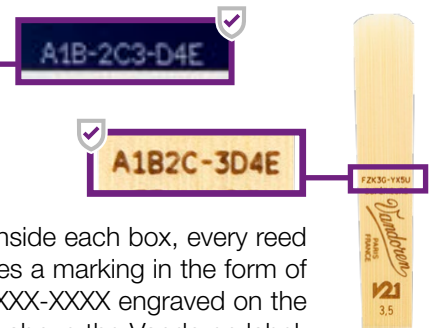 A1B-2C3-D4E
A1B2C-3D4E
FZK3G-YX5U
Vandoren
PARIS
FRANCE
V21
3.5
nside each box, every reed
es a marking in the form of
XXX-XXXX engraved on the